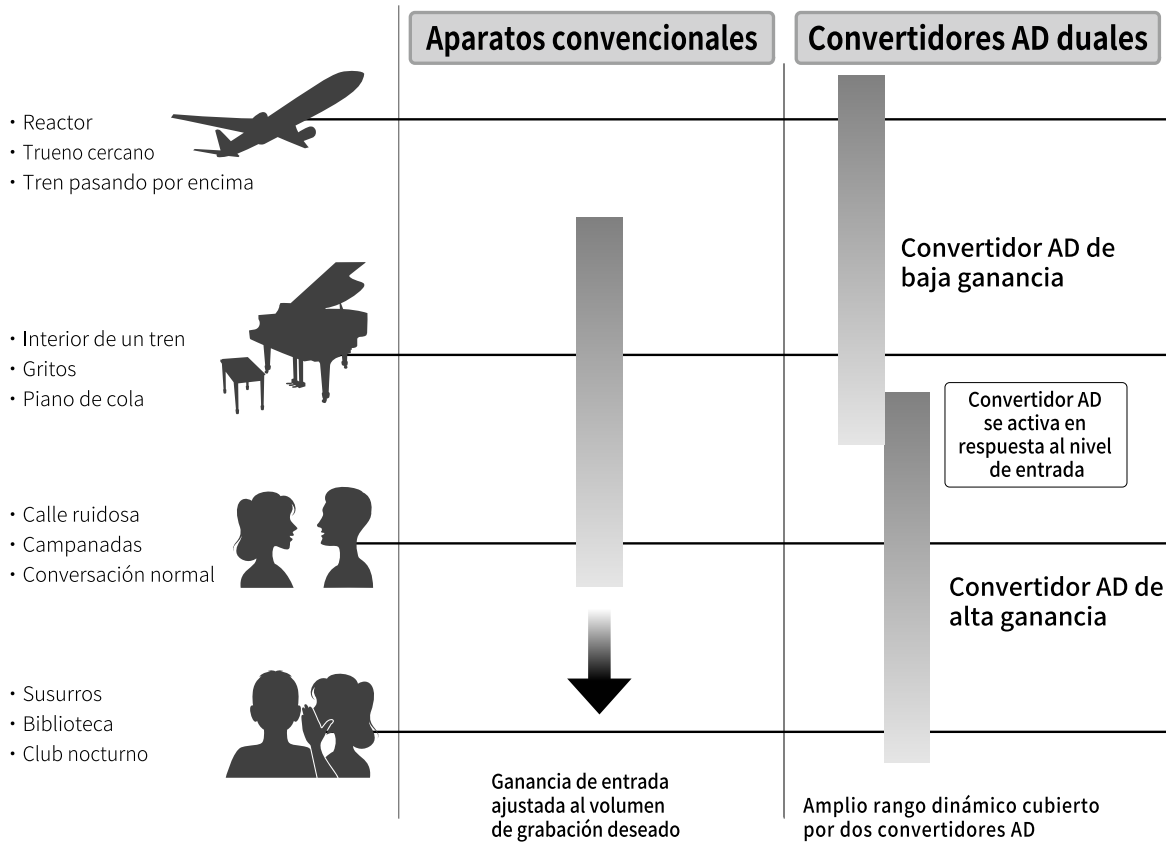 Aparatos convencionales
Convertidores AD duales
・Reactor
・Trueno cercano
・Tren pasando por encima
Convertidor AD de
baja ganancia
・Interior de un tren
・Gritos
・Piano de cola
Convertidor AD
se activa en
respuesta al nivel
de entrada
・Calle ruidosa
・Campanadas
・Conversación normal
Convertidor AD de
alta ganancia
・Susurros
・Biblioteca
・Club nocturno
Ganancia de entrada
ajustada al volumen
de grabación deseado
Amplio rango dinámico cubierto
por dos convertidores AD